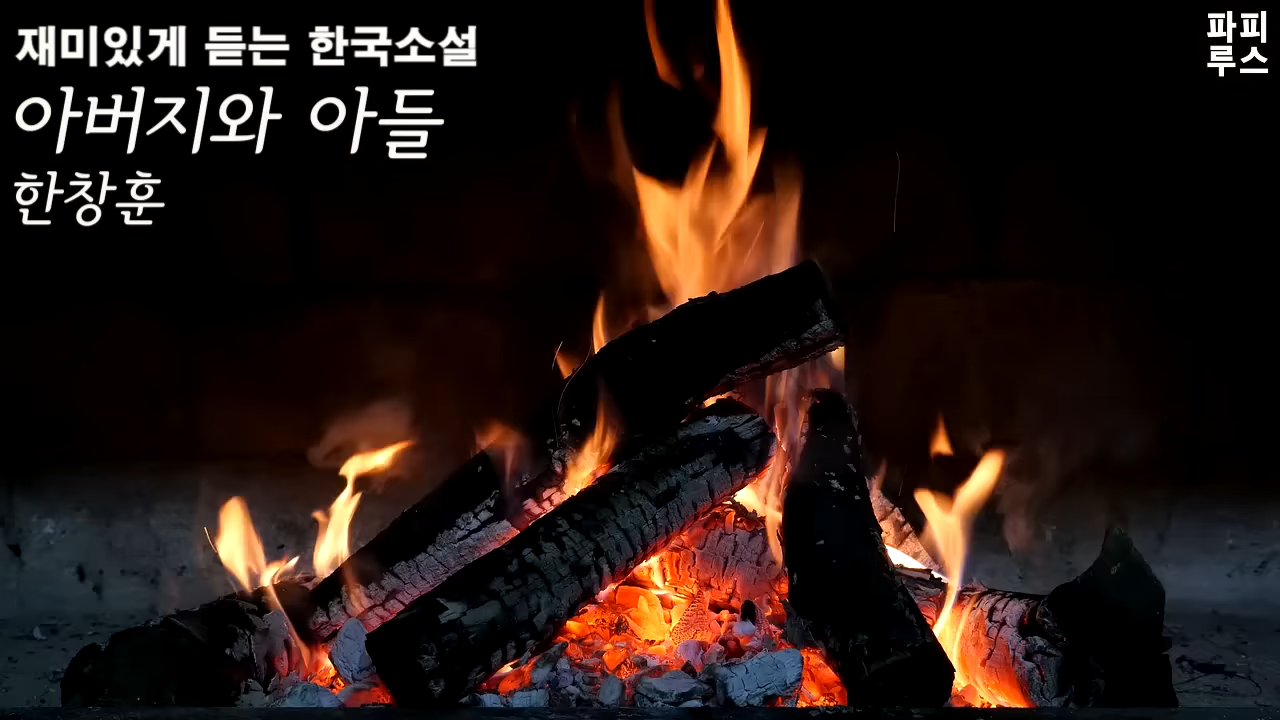 재미있게 듣는 한국소설
아버지와 아들
한창훈
파피
루스